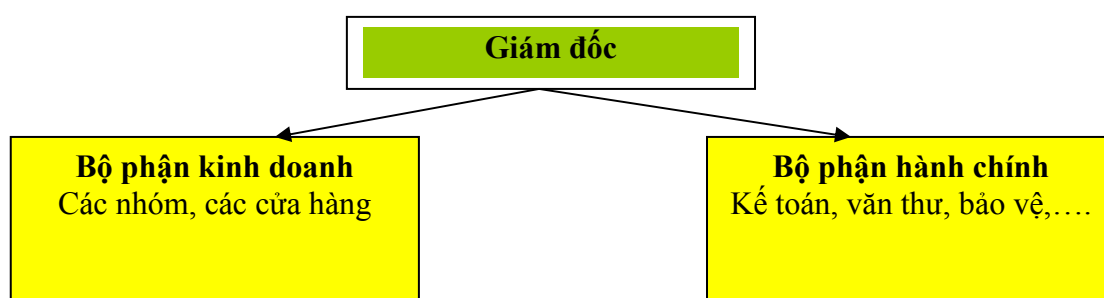 Giám đốc
Bộ phận kinh doanh
Các nhóm, các cửa hàng
Bộ phận hành chính
Kế toán, văn thư, bảo vệ,….